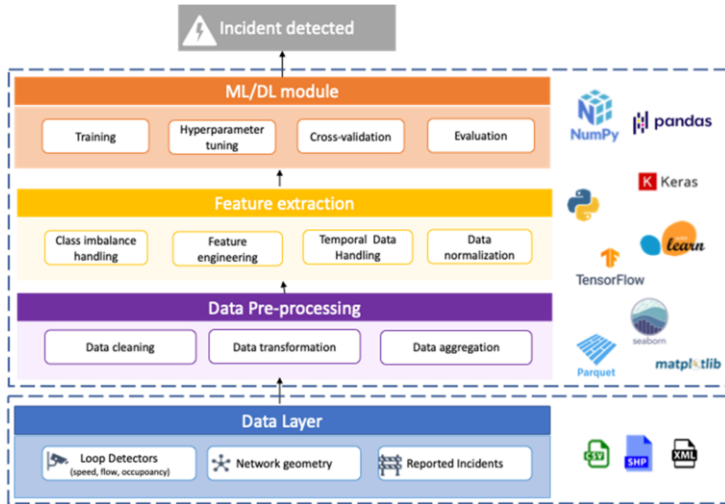 Incident detected
ML/DL module
Training
Hyperparameter
tuning
Cross-validation
Evaluation
NumPy
pandas
Feature extraction
Class imbalance
handling
Feature
engineering
Temporal Data
Handling
Data
normalization
K Keras
learn
TensorFlow
Data Pre-processing
Data cleaning
Data transformation
Data aggregation
seaborn
Parquet
matplotlib
Data Layer
Loop Detectors
(speed, flow, occupoancy)
Network geometry
Reported Incidents
CSV
SHP
XML